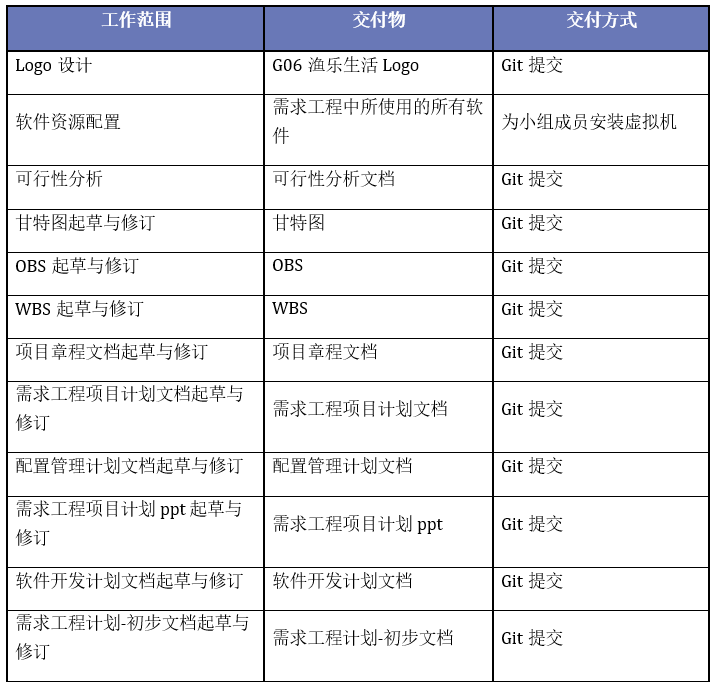 工作范围 交付物 交付方式
Logo 设计 G06 渔乐生活 Logo Git 提交
软件资源配置 需求工程中所使用的所有软 为小组成员安装虚拟机
件
可行性分析 可行性分析文档 Git 提交
甘特图起草与修订 甘特图 Git 提交
OBS 起草与修订 OBS Git 提交
WBS 起草与修订 WBS Git 提交
项目章程文档起草与修订 项目章程文档 Git 提交
需求工程项目计划文档起草与 需求工程项目计划文档 Git 提交
修订
配置管理计划文档起草与修订 配置管理计划文档 Git 提交
需求工程项目计划 ppt 起草与 需求工程项目计划 ppt Git 提交
修订
软件开发计划文档起草与修订 软件开发计划文档 Git 提交
需求工程计划-初步文档起草与 需求工程计划-初步文档 Git 提交
修订